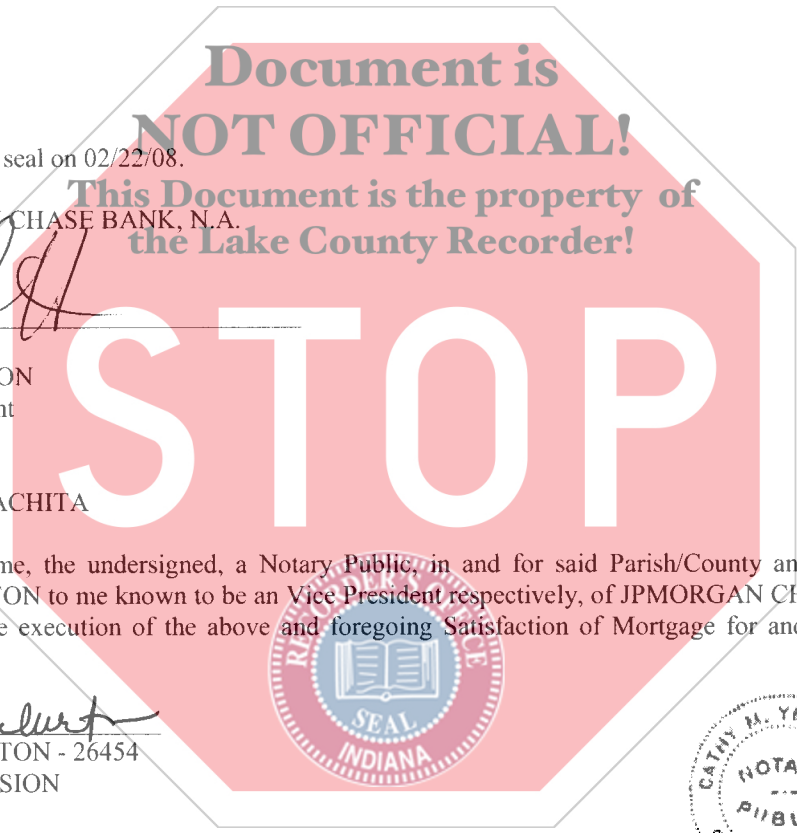 Document is
NOT OFFICIAL!
seal on 02/22/08.
This Document is the property of
CHASE BANK, N.A.
the Lake County Recorder!
STOP
ON
nt
ACHITA
me, the undersigned, a Notary Public, in and for said Parish/County an
TON to me known to be an Vice President respectively, of JPMORGAN CH
e execution of the above and foregoing Satisfaction of Mortgage for and
RECORDER'S OFFICE
SEAL
INDIANA
TON - 26454
SION
CATHY M.
NOTA
PUBL